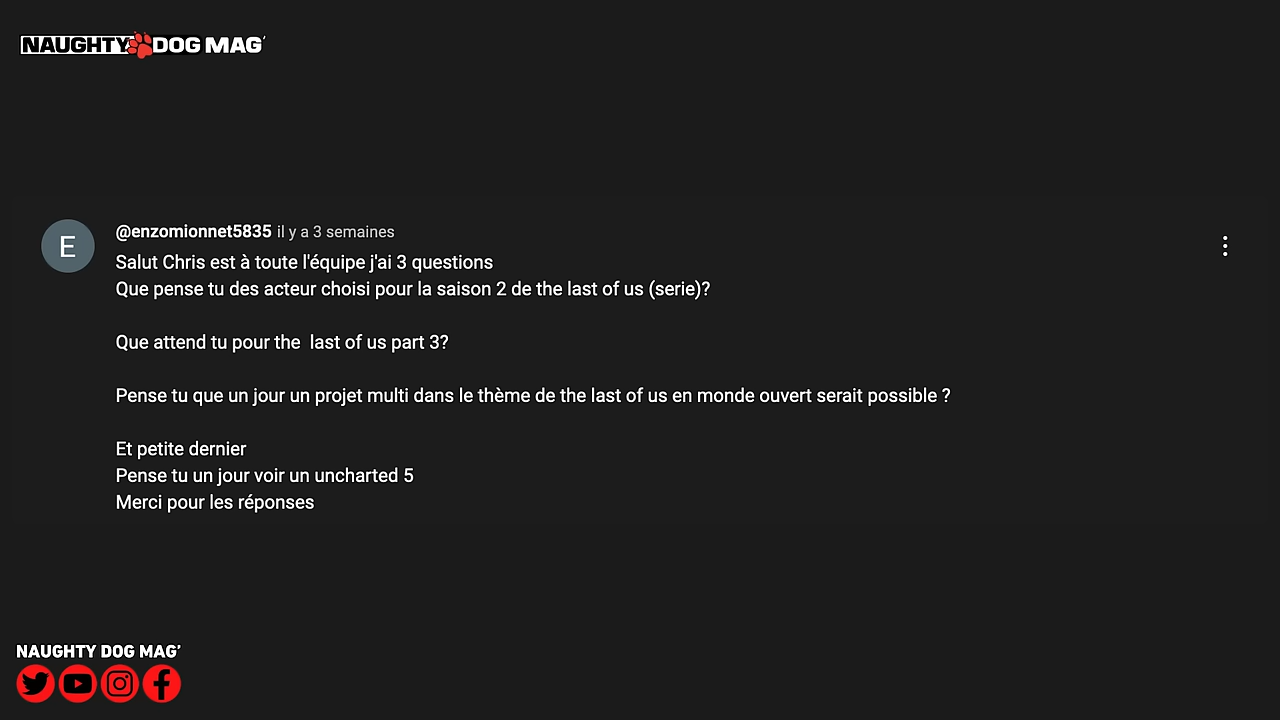 NAUGHTY DOG MAG'
E
@enzomionnet5835 il y a 3 semaines
Salut Chris est à toute l'équipe j'ai 3 questions
Que pense tu des acteur choisi pour la saison 2 de the last of us (serie)?
Que attend tu pour the  last of us part 3?
Pense tu que un jour un projet multi dans le thème de the last of us en monde ouvert serait possible ?
Et petite dernier
Pense tu un jour voir un uncharted 5
Merci pour les réponses
NAUGHTY DOG MAG'